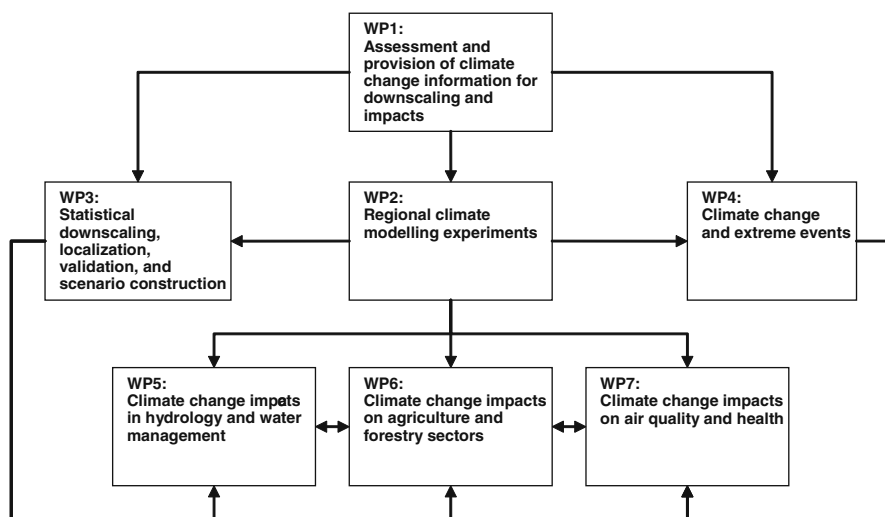 WP1:
Assessment and
provision of climate
change information for
downscaling and
impacts
WP3:
Statistical
downscaling,
localization,
validation, and
scenario construction
WP2:
Regional climate
modelling experiments
WP4:
Climate change
and extreme events
WP5:
Climate change impacts
in hydrology and water
management
WP6:
Climate change impacts
on agriculture and
forestry sectors
WP7:
Climate change impacts
on air quality and health